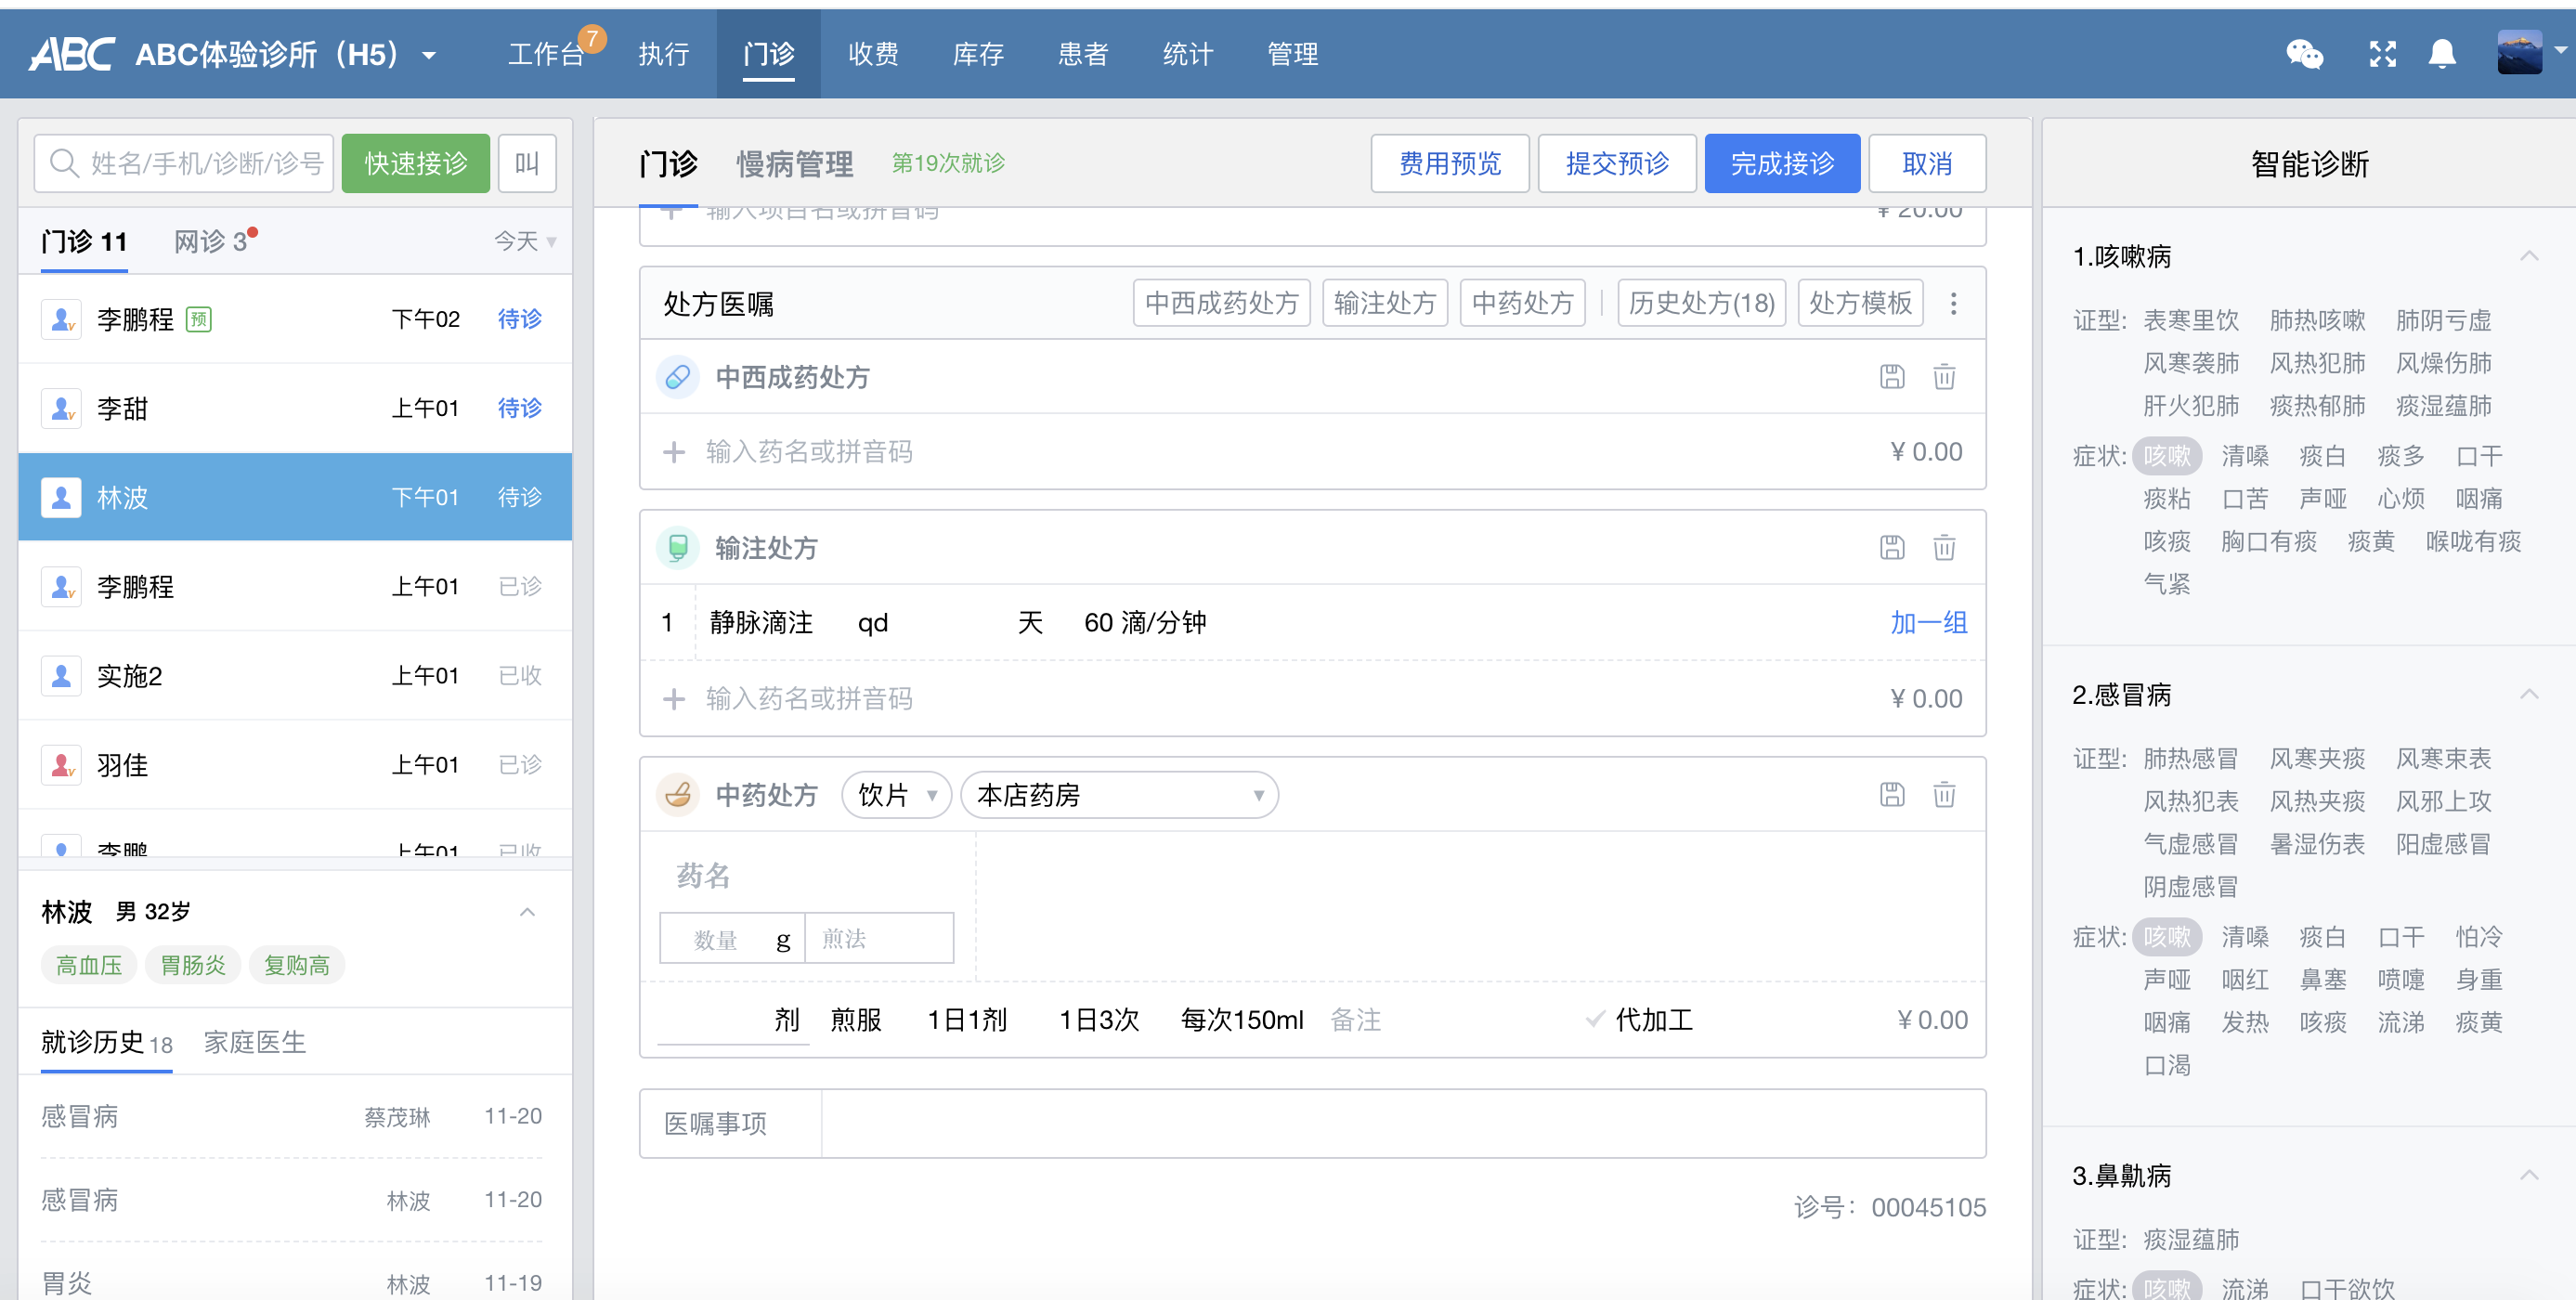 ABC ABC体验诊所（H5） 工作台 7 执行 门诊 收费 库存 患者 统计 管理
姓名/手机/诊断/诊号 快速接诊 叫
门诊 11 网诊 3 今天
李鹏程 预 下午02 待诊
李甜 上午01 待诊
林波 下午01 待诊
李鹏程 上午01 已诊
实施2 上午01 已收
羽佳 上午01 已诊
李鹏 上午01 已收
林波 男 32岁
高血压 胃肠炎 复购高
就诊历史 18 家庭医生
感冒病 蔡茂琳 11-20
感冒病 林波 11-20
胃炎 林波 11-19
门诊 慢病管理 第19次就诊 费用预览 提交预诊 完成接诊 取消
输入项目名或拼音码 ¥ 20.00
处方医嘱 中西成药处方 输注处方 中药处方 历史处方(18) 处方模板
中西成药处方
输入药名或拼音码 ¥ 0.00
输注处方
1 静脉滴注 qd 天 60 滴/分钟 加一组
输入药名或拼音码 ¥ 0.00
中药处方 饮片 本店药房
药名
数量 g 煎法
剂 煎服 1日1剂 1日3次 每次150ml 备注 代加工 ¥ 0.00
医嘱事项
诊号： 00045105
智能诊断
1.咳嗽病
证型: 表寒里饮 肺热咳嗽 肺阴亏虚
风寒袭肺 风热犯肺 风燥伤肺
肝火犯肺 痰热郁肺 痰湿蕴肺
症状: 咳嗽 清嗓 痰白 痰多 口干
痰粘 口苦 声哑 心烦 咽痛
咳痰 胸口有痰 痰黄 喉咙有痰
气紧
2.感冒病
证型: 肺热感冒 风寒夹痰 风寒束表
风热犯表 风热夹痰 风邪上攻
气虚感冒 暑湿伤表 阳虚感冒
阴虚感冒
症状: 咳嗽 清嗓 痰白 口干 怕冷
声哑 咽红 鼻塞 喷嚏 身重
咽痛 发热 咳痰 流涕 痰黄
口渴
3.鼻鼽病
证型: 痰湿蕴肺
症状: 咳嗽 流涕 口干欲饮